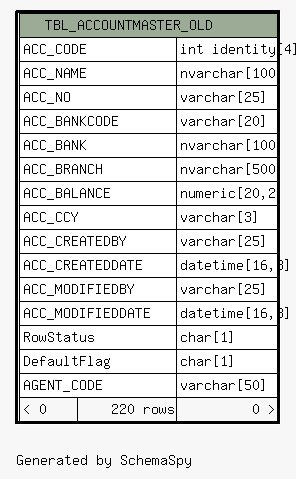 TBL_ACCOUNTMASTER_OLD
ACC_CODE int identity[4]
ACC_NAME nvarchar[100
ACC_NO varchar[25]
ACC_BANKCODE varchar[20]
ACC_BANK nvarchar[100
ACC_BRANCH nvarchar[500
ACC_BALANCE numeric[20,2
ACC_CCY varchar[3]
ACC_CREATEDBY varchar[25]
ACC_CREATEDDATE datetime[16,3]
ACC_MODIFIEDBY varchar[25]
ACC_MODIFIEDDATE datetime[16,3]
RowStatus char[1]
DefaultFlag char[1]
AGENT_CODE varchar[50]
< 0 220 rows 0 >
Generated by SchemaSpy